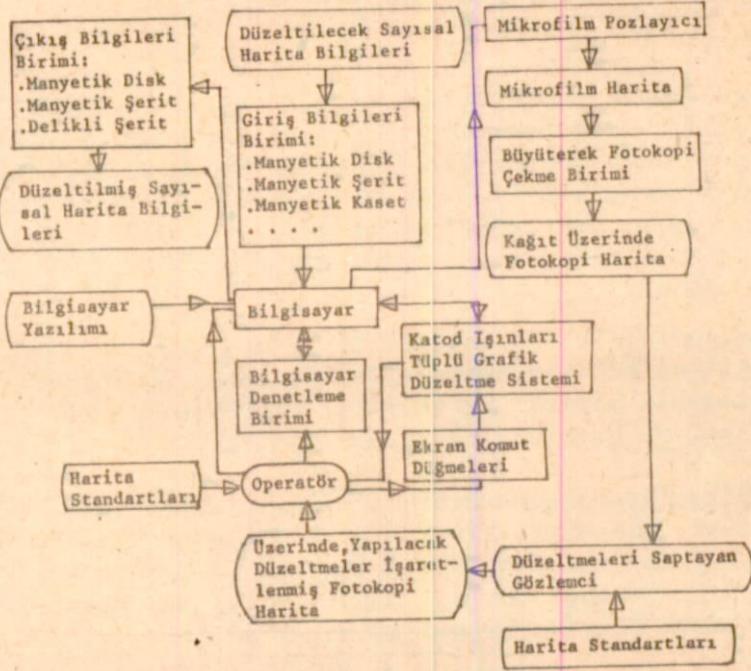 Çıkış Bilgileri
Birimi:
.Manyetik Disk
.Manyetik Şerit
.Delikli Şerit
Düzeltilmiş Sayı-
sal Harita Bilgi-
leri
Düzeltilecek Sayısal
Harita Bilgileri
Giriş Bilgileri
Birimi:
.Manyetik Disk
.Manyetik Şerit
.Manyetik Kaset
. . . .
Mikrofilm Pozlayıcı
Mikrofilm Harita
Büyüterek Fotokopi
Çekme Birimi
Kağıt Üzerinde
Fotokopi Harita
Bilgisayar
Yazılımı
Bilgisayar
Katod Işınları
Tüplü Grafik
Düzeltme Sistemi
Bilgisayar
Denetleme
Birimi
Ekran Komut
Düğmeleri
Harita
Standartları
Operatör
Üzerinde,Yapılacak
Düzeltmeler İşaret-
lenmiş Fotokopi
Harita
Düzeltmeleri Saptayan
Gözlemci
Harita Standartları